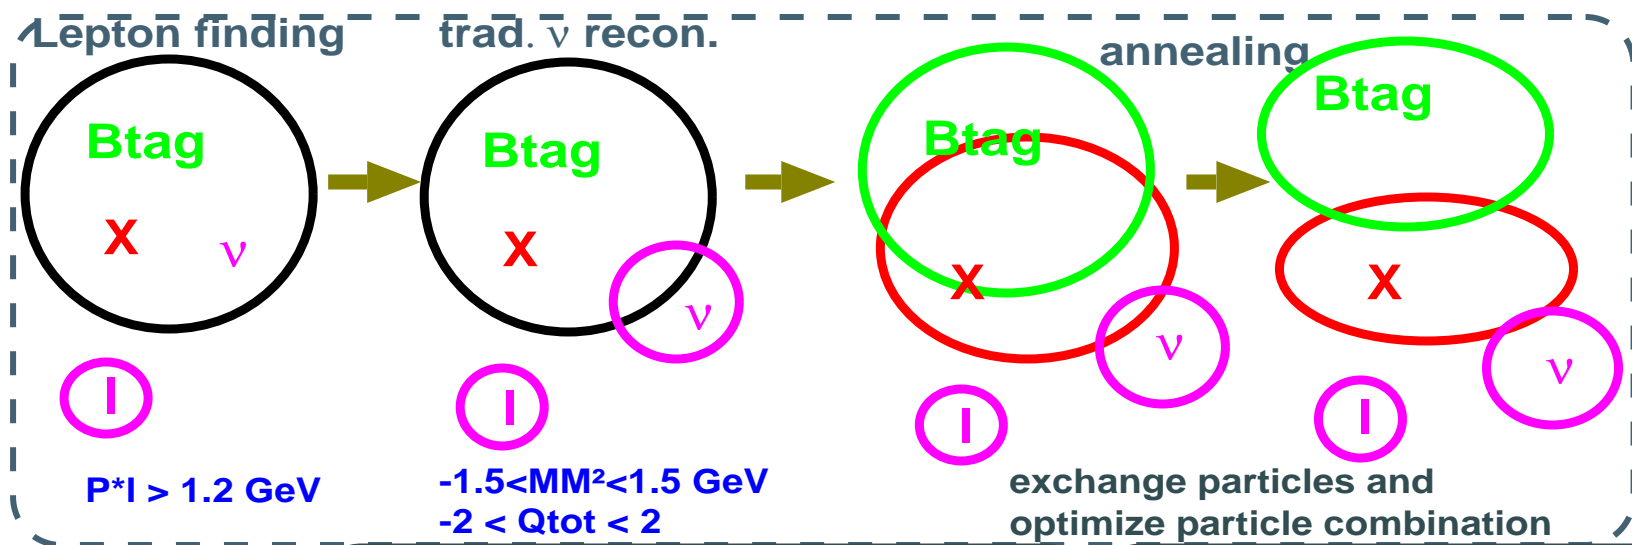 Lepton finding
trad. ν recon.
annealing
Btag
X
ν
l
Btag
X
ν
l
Btag
X
ν
l
Btag
X
ν
l
P*l > 1.2 GeV
-1.5<MM²<1.5 GeV
-2 < Qtot < 2
exchange particles and
optimize particle combination